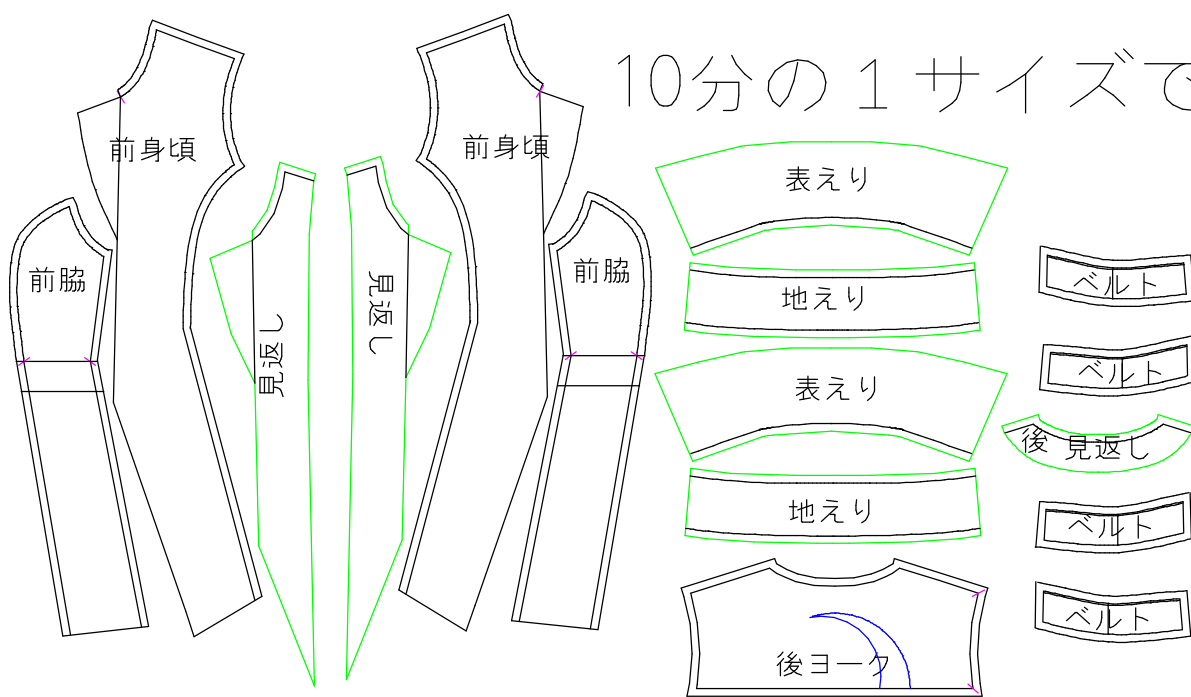 10分の1サイズで
前身頃
前身頃
表えり
前脇
前脇
ベルト
地えり
見返し
見返し
ベルト
表えり
後 見返し
地えり
ベルト
ベルト
後ヨーク